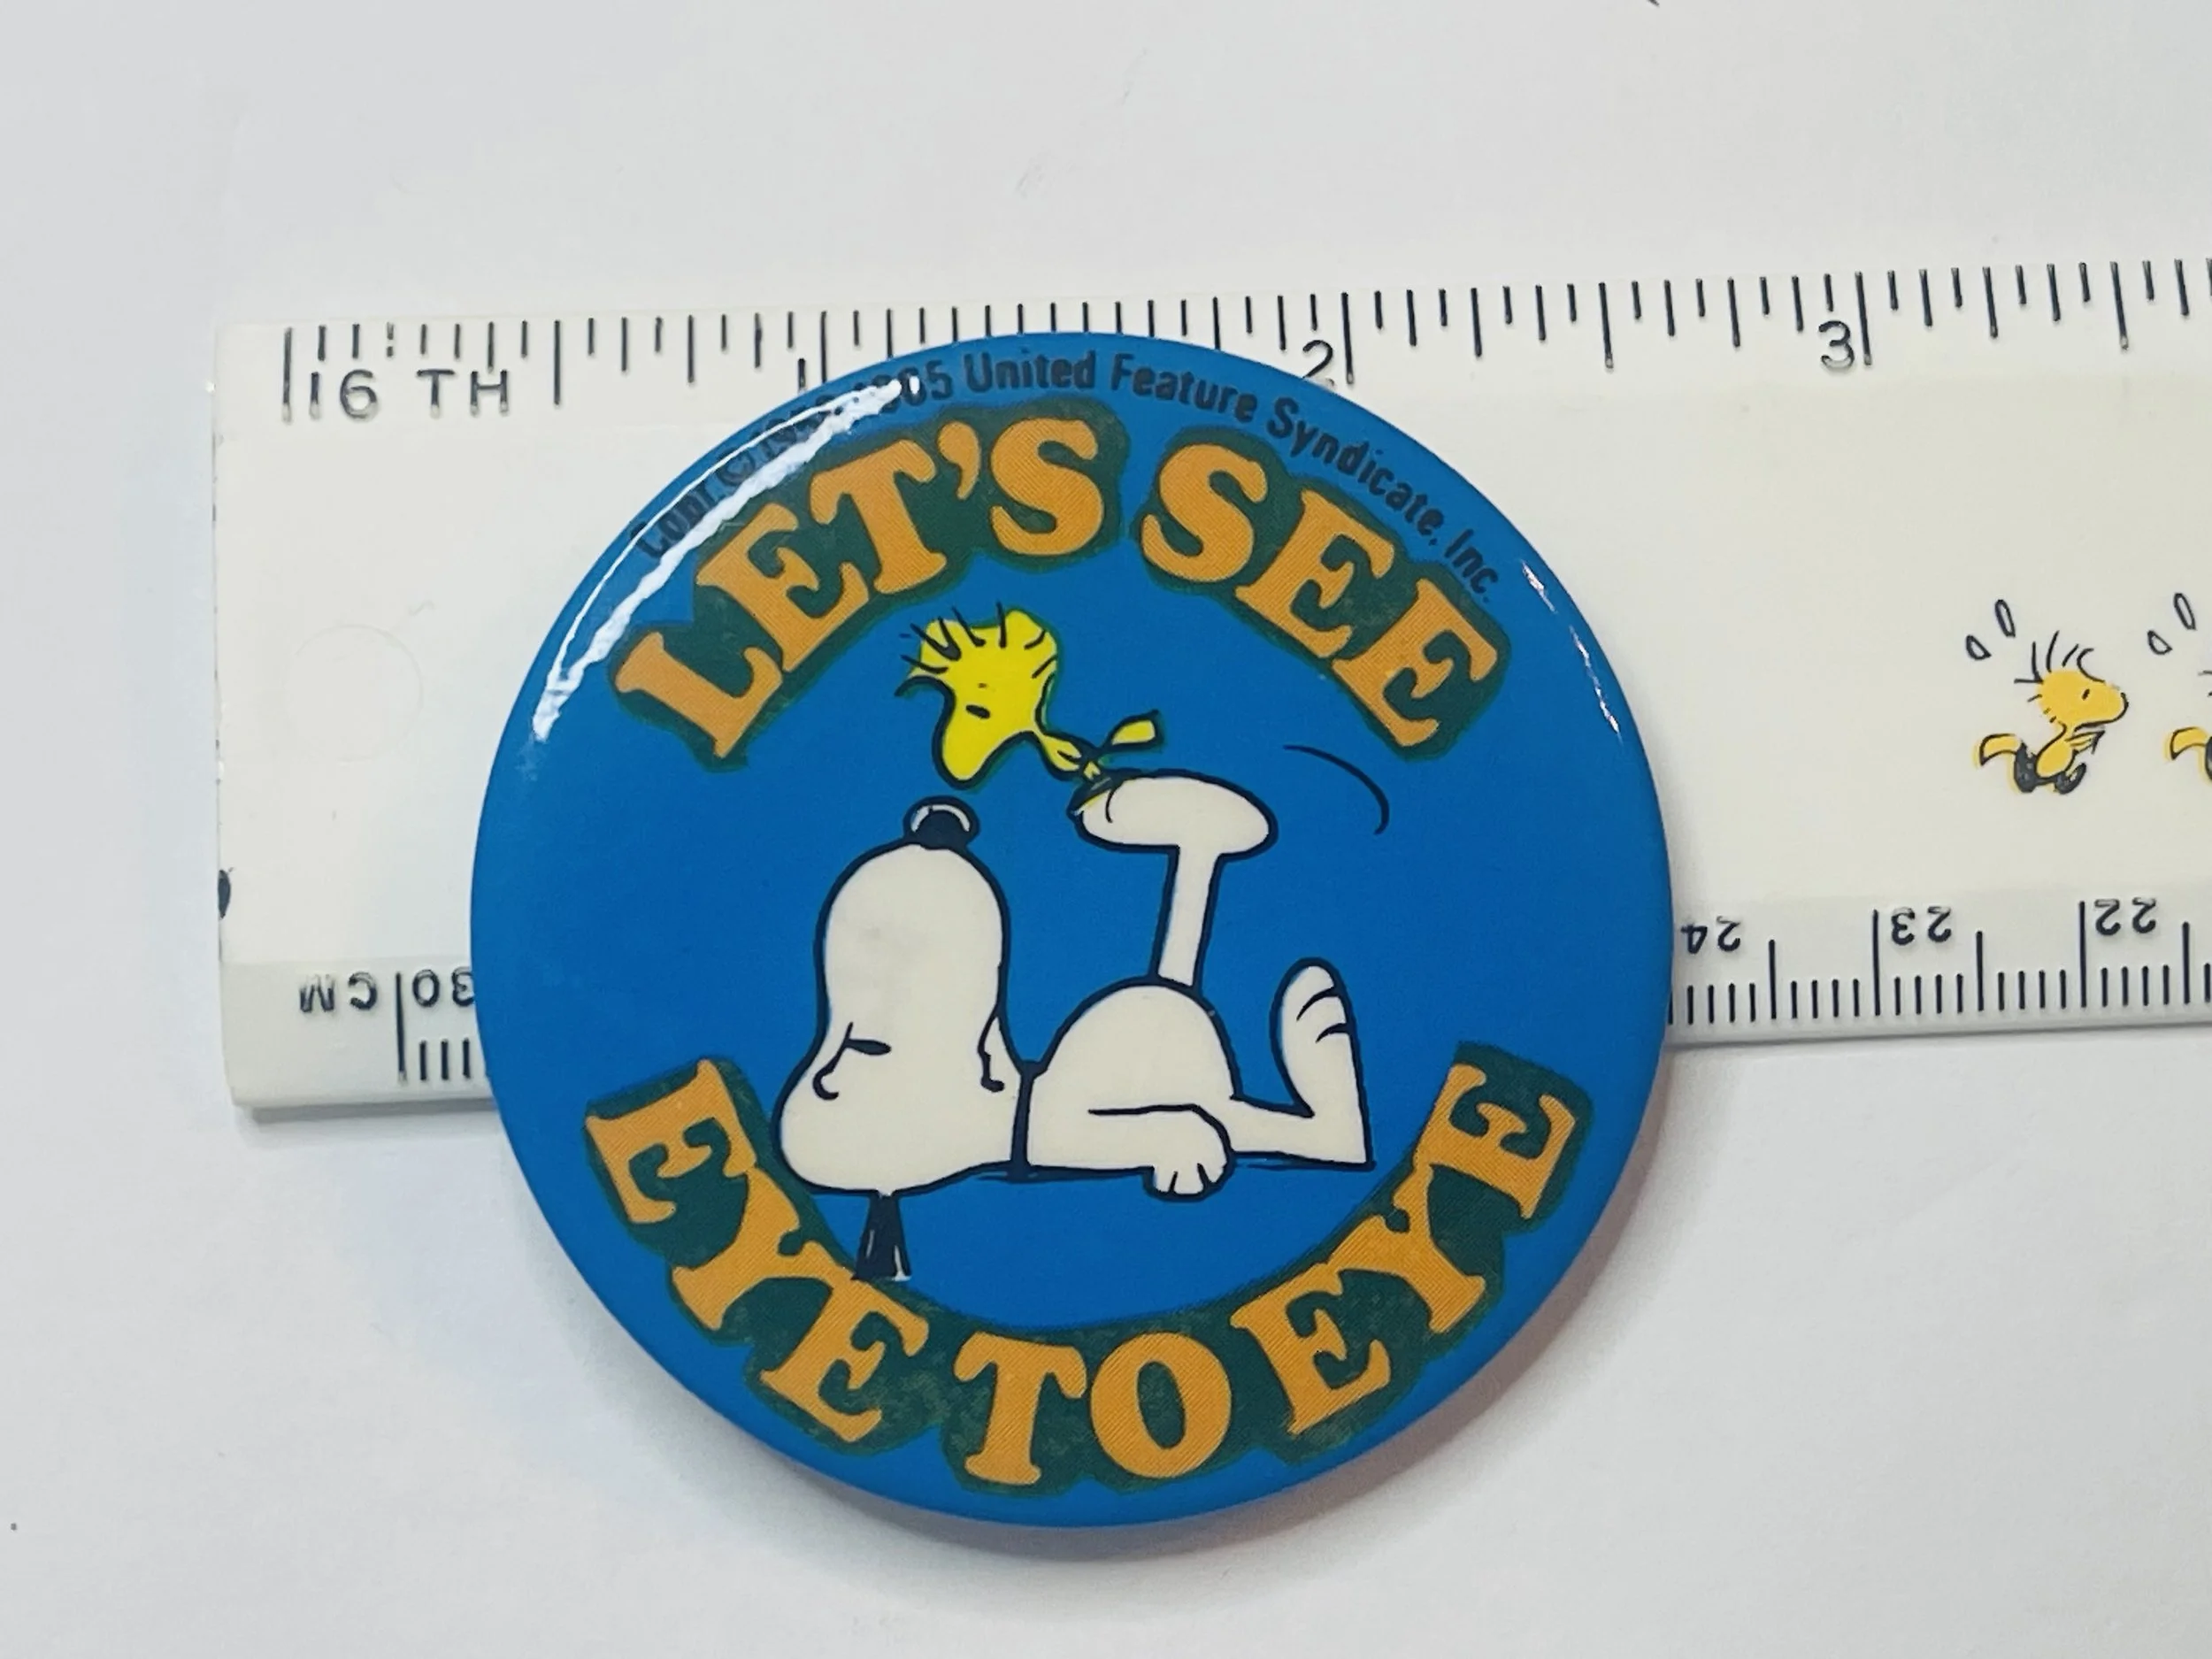 16 TH
1
2
3
1965 United Feature Syndicate, Inc.
LET'S SEE
EYE TO EYE
CM
30
24
23
22